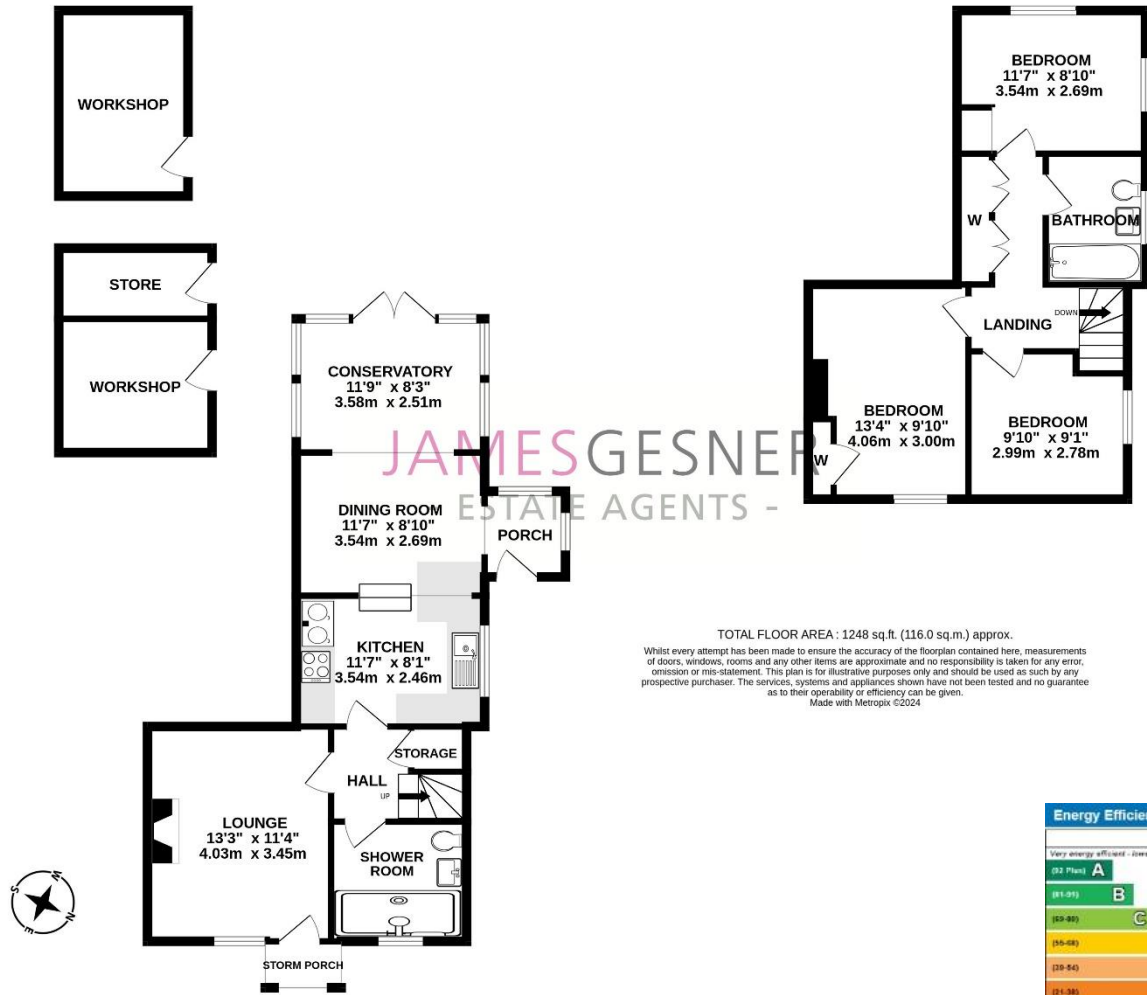 WORKSHOP
STORE
WORKSHOP
CONSERVATORY
11'9" x 8'3"
3.58m x 2.51m
DINING ROOM
11'7" x 8'10"
3.54m x 2.69m
PORCH
KITCHEN
11'7" x 8'1"
3.54m x 2.46m
STORAGE
HALL
UP
LOUNGE
13'3" x 11'4"
4.03m x 3.45m
SHOWER
ROOM
STORM PORCH
BEDROOM
11'7" x 8'10"
3.54m x 2.69m
W
BATHROOM
DOWN
LANDING
BEDROOM
13'4" x 9'10"
4.06m x 3.00m
W
BEDROOM
9'10" x 9'1"
2.99m x 2.78m
JAMESGESNER
ESTATE AGENTS -
N
E
S
W
TOTAL FLOOR AREA : 1248 sq.ft. (116.0 sq.m.) approx.
Whilst every attempt has been made to ensure the accuracy of the floorplan contained here, measurements
of doors, windows, rooms and any other items are approximate and no responsibility is taken for any error,
omission or mis-statement. This plan is for illustrative purposes only and should be used as such by any
prospective purchaser. The services, systems and appliances shown have not been tested and no guarantee
as to their operability or efficiency can be given.
Made with Metropix ©2024
Energy Efficie
Very energy efficient -
(92 Plus) A
(81-91) B
(69-80) C
(55-68)
(39-54)
(21-38)